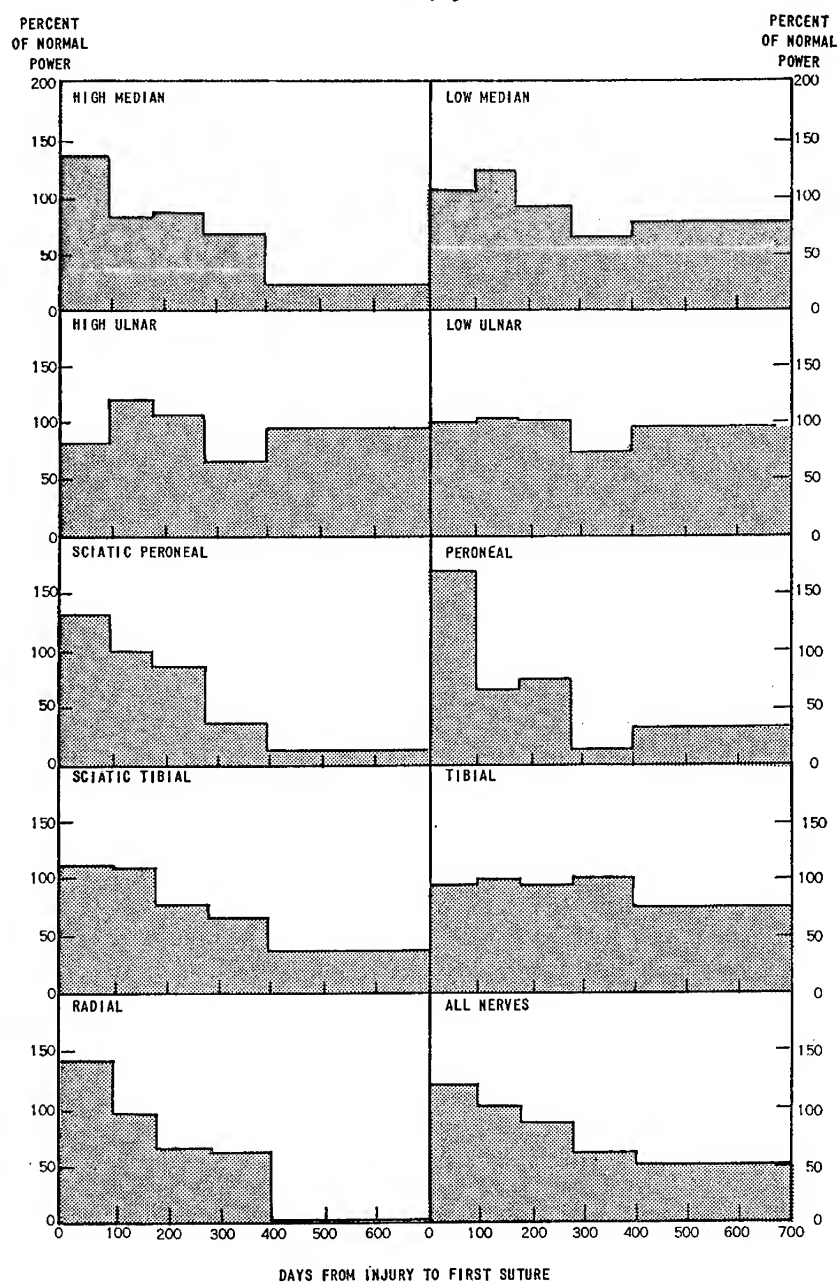 PERCENT
OF NORMAL
POWER
PERCENT
OF NORMAL
POWER
200
150
100
50
0
HIGH MEDIAN
LOW MEDIAN
200
150
100
50
0
150
100
50
0
HIGH ULNAR
LOW ULNAR
150
100
50
0
150
100
50
0
SCIATIC PERONEAL
PERONEAL
150
100
50
0
150
100
50
0
SCIATIC TIBIAL
TIBIAL
150
100
50
0
150
100
50
0
RADIAL
ALL NERVES
150
100
50
0
0 100 200 300 400 500 600 0 100 200 300 400 500 600 700
DAYS FROM INJURY TO FIRST SUTURE